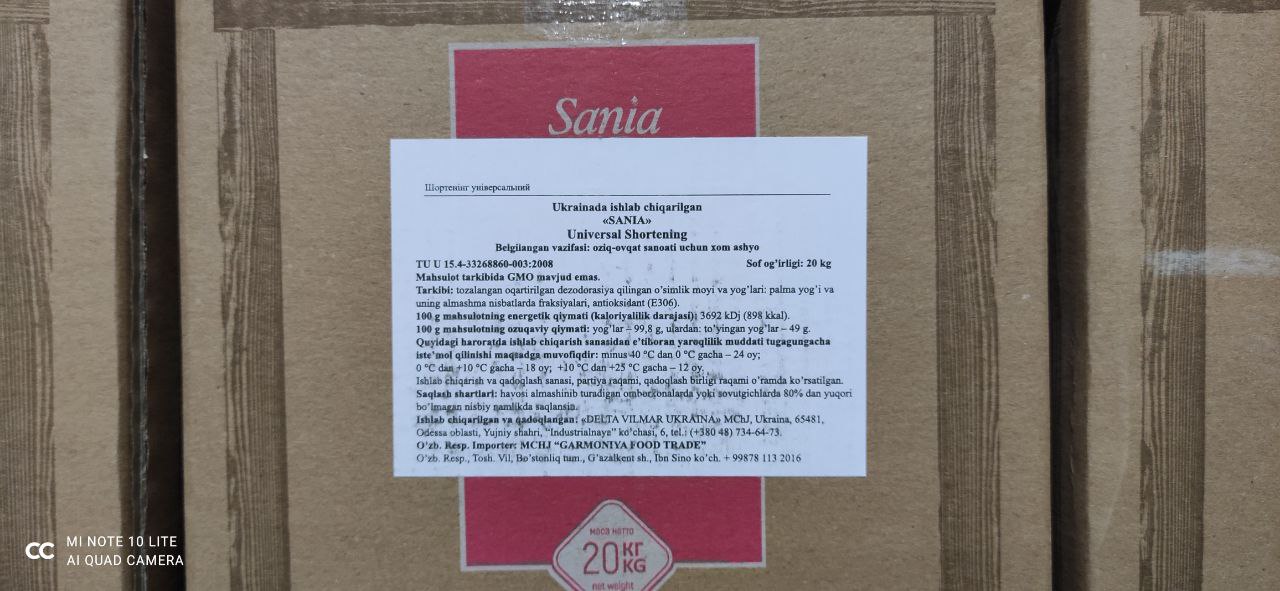 Sania
Шортенінг універсальний
Ukrainada ishlab chiqarilgan
«SANIA»
Universal Shortening
Belgilangan vazifasi: oziq-ovqat sanoati uchun xom ashyo
TU U 15.4-33268860-003:2008 Sof og’irligi: 20 kg
Mahsulot tarkibida GMO mavjud emas.
Tarkibi: tozalangan oqartirilgan dezodorasiya qilingan o’simlik moyi va yog’lari: palma yog’i va
uning almashma nisbatlarda fraksiyalari, antioksidant (E306).
100 g mahsulotning energetik qiymati (kaloriyalilik darajasi): 3692 kDj (898 kkal).
100 g mahsulotning ozuqaviy qiymati: yog’lar – 99,8 g, ulardan: to’yingan yog’lar – 49 g.
Quyidagi haroratda ishlab chiqarish sanasidan e’tiboran yaroqlilik muddati tugagungacha
iste’mol qilinishi maqsadga muvofiqdir: minus 40 °C dan 0 °C gacha – 24 oy;
0 °C dan +10 °C gacha – 18 oy; +10 °C dan +25 °C gacha – 12 oy.
Ishlab chiqarish va qadoqlash sanasi, partiya raqami, qadoqlash birligi raqami o’ramda ko’rsatilgan.
Saqlash shartlari: havosi almashinib turadigan omborxonalarda yoki sovutgichlarda 80% dan yuqori
bo’lmagan nisbiy namlikda saqlansin.
Ishlab chiqarilgan va qadoqlangan: «DELTA VILMAR UKRAINA» MChJ, Ukraina, 65481,
Odessa oblasti, Yujniy shahri, “Industrialnaya” ko’chasi, 6, tel.: (+380 48) 734-64-73.
O’zb. Resp. Importer: MCHJ “GARMONIYA FOOD TRADE”
O’zb. Resp., Tosh. Vil, Bo’stonliq tum., G’azalkent sh., Ibn Sino ko’ch. + 99878 113 2016
маса нетто
20 КГ
KG
net weight
MI NOTE 10 LITE
AI QUAD CAMERA